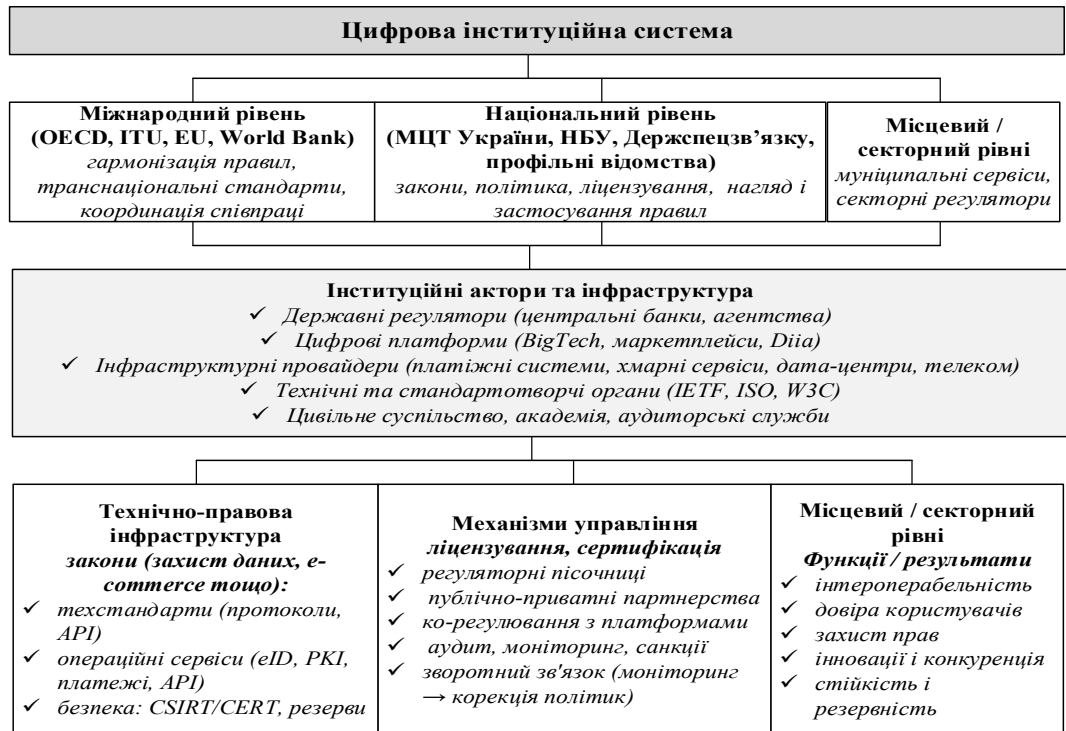 Цифрова інституційна система
Міжнародний рівень
(OECD, ITU, EU, World Bank)
гармонізація правил,
транснаціональні стандарти,
координація співпраці
Національний рівень
(МЦТ України, НБУ, Держспецзв’язку,
профільні відомства)
закони, політика, ліцензування, нагляд і
застосування правил
Місцевий /
секторний рівні
муніципальні сервіси,
секторні регулятори
Інституційні актори та інфраструктура
✓ Державні регулятори (центральні банки, агентства)
✓ Цифрові платформи (BigTech, маркетплейси, Diia)
✓ Інфраструктурні провайдери (платіжні системи, хмарні сервіси, дата-центри, телеком)
✓ Технічні та стандартотворчі органи (IETF, ISO, W3C)
✓ Цивільне суспільство, академія, аудиторські служби
Технічно-правова
інфраструктура
закони (захист даних, e-
commerce тощо):
✓ техстандарти (протоколи,
API)
✓ операційні сервіси (eID, PKI,
платежі, API)
✓ безпека: CSIRT/CERT, резерви
Механізми управління
ліцензування, сертифікація
✓ регуляторні пісочниці
✓ публічно-приватні партнерства
✓ ко-регулювання з платформами
✓ аудит, моніторинг, санкції
✓ зворотний зв'язок (моніторинг
→ корекція політик)
Місцевий / секторний
рівні
Функції / результати
✓ інтероперабельність
✓ довіра користувачів
✓ захист прав
✓ інновації і конкуренція
✓ стійкість і
резервність